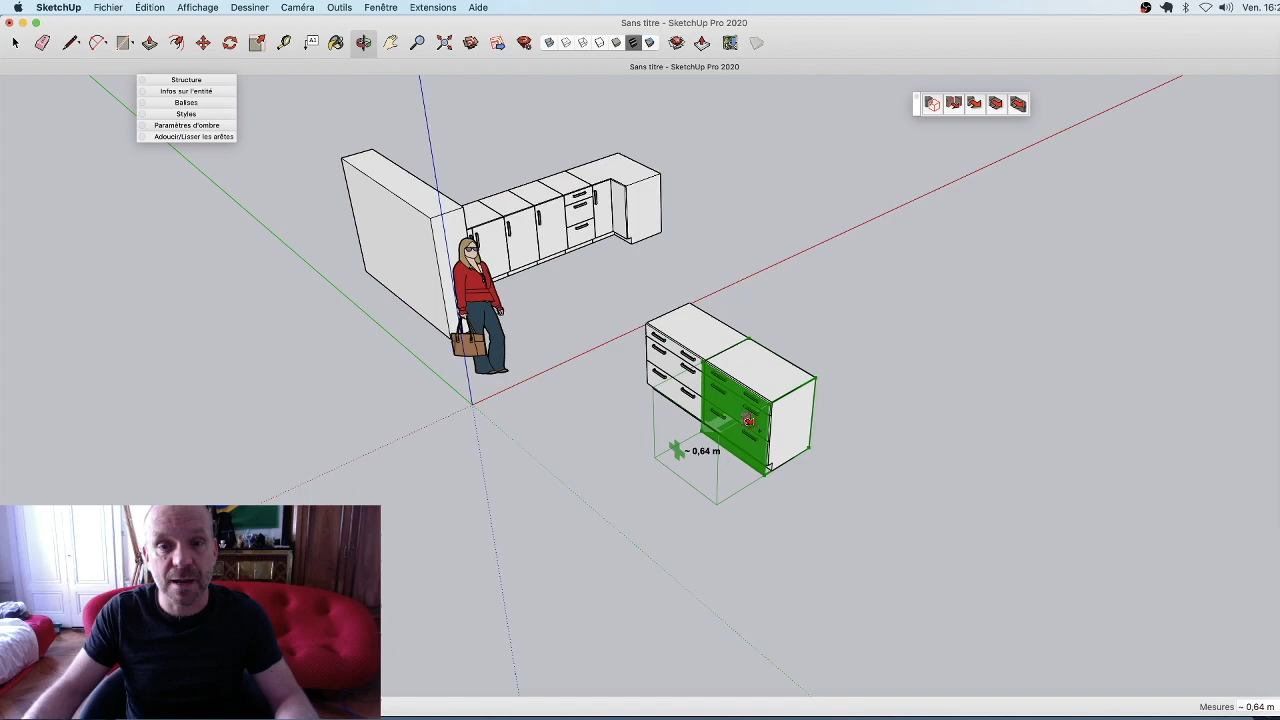 SketchUp Fichier Édition Affichage Dessiner Caméra Outils Fenêtre Extensions Aide Ven. 16:2
Sans titre - SketchUp Pro 2020
Sans titre - SketchUp Pro 2020
Structure
Infos sur l'entité
Balises
Styles
Paramètres d'ombre
Adoucir/Lisser les arêtes
~ 0,64 m
Mesures ~ 0,64 m